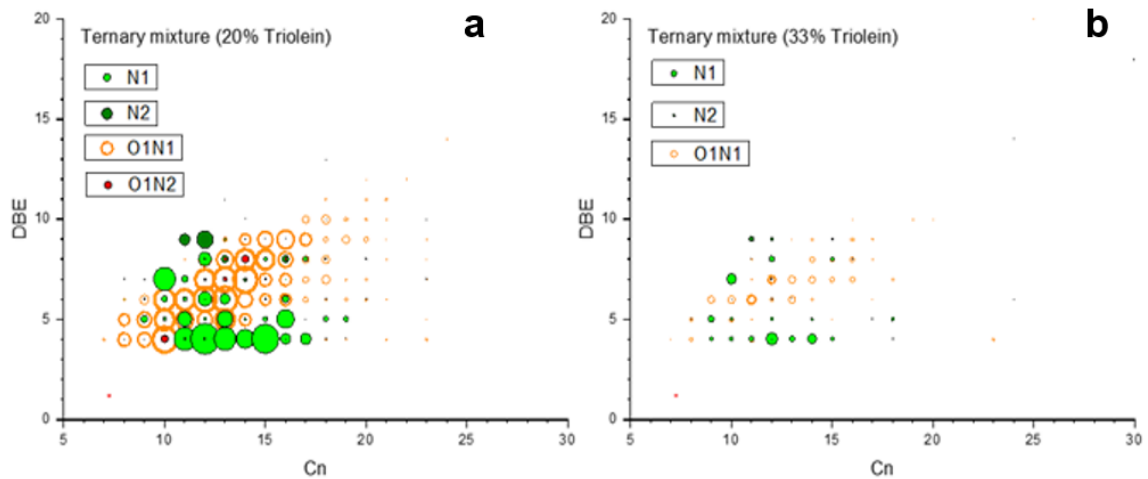 a
Ternary mixture (20% Triolein)
N1
N2
O1N1
O1N2
20
15
10
5
0
DBE
5 10 15 20 25 30
Cn
b
Ternary mixture (33% Triolein)
N1
N2
O1N1
20
15
10
5
0
DBE
5 10 15 20 25 30
Cn